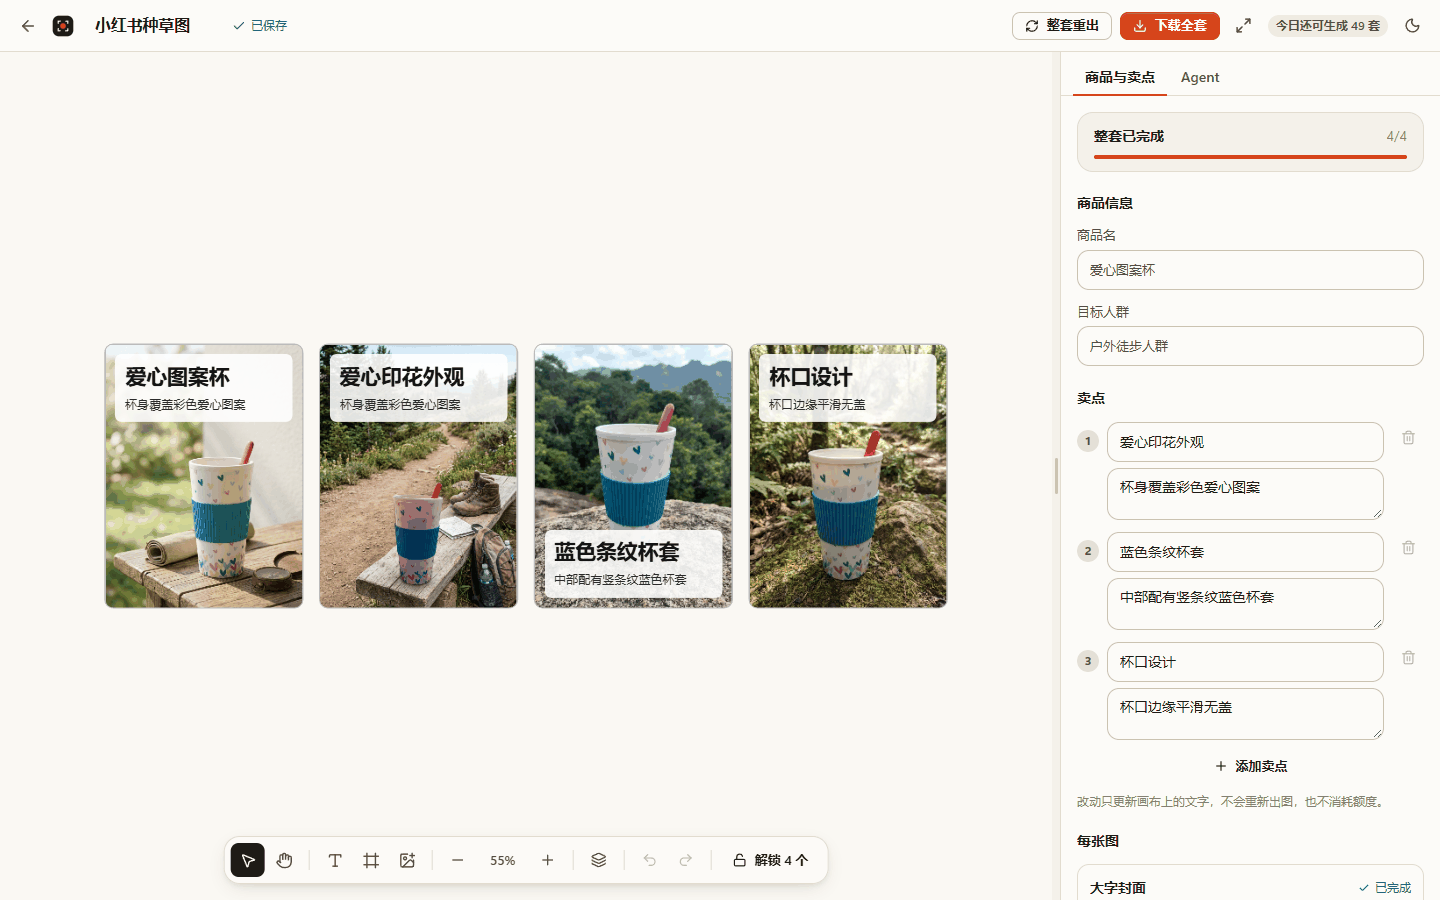 小红书种草图
已保存
整套重出
下载全套
今日还可生成 49 套
商品与卖点
Agent
整套已完成
4/4
商品信息
商品名
爱心图案杯
目标人群
户外徒步人群
卖点
1
爱心印花外观
杯身覆盖彩色爱心图案
2
蓝色条纹杯套
中部配有竖条纹蓝色杯套
3
杯口设计
杯口边缘平滑无盖
添加卖点
改动只更新画布上的文字，不会重新出图，也不消耗额度。
每张图
大字封面
已完成
爱心图案杯
杯身覆盖彩色爱心图案
爱心印花外观
杯身覆盖彩色爱心图案
蓝色条纹杯套
中部配有竖条纹蓝色杯套
杯口设计
杯口边缘平滑无盖
55%
解锁 4 个